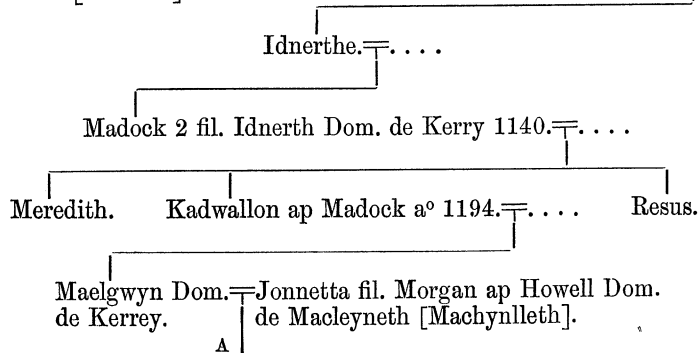 Idnerthe.╤. . . .
Madock 2 fil. Idnerth Dom. de Kerry 1140.╤. . . .
Meredith. Kadwallon ap Madock aº 1194.╤. . . . Resus.
Maelgwyn Dom.╤Jonnetta fil. Morgan ap Howell Dom.
de Kerrey. de Macleyneth [Machynlleth].
A